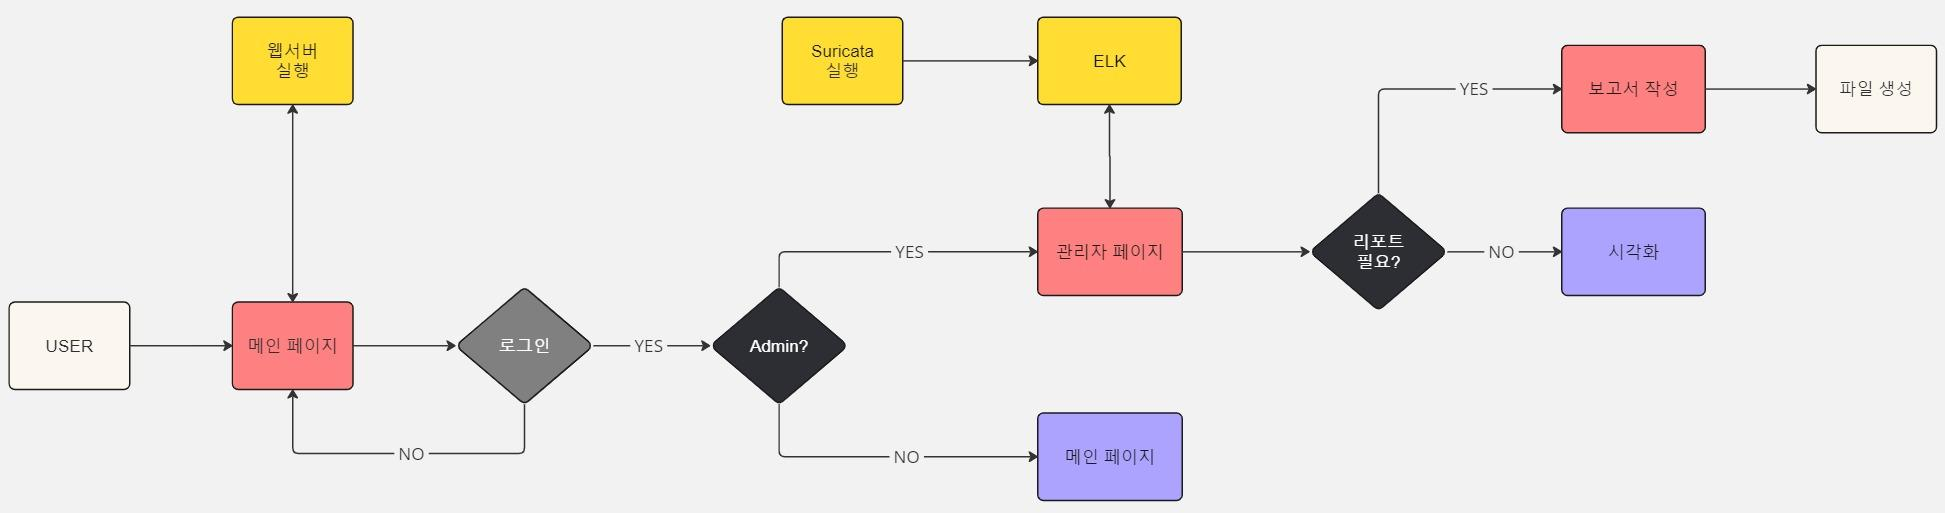 웹서버
실행
Suricata
실행
ELK
YES
보고서 작성
파일 생성
YES
관리자 페이지
리포트
필요?
NO
시각화
USER
메인 페이지
로그인
YES
Admin?
NO
NO
메인 페이지